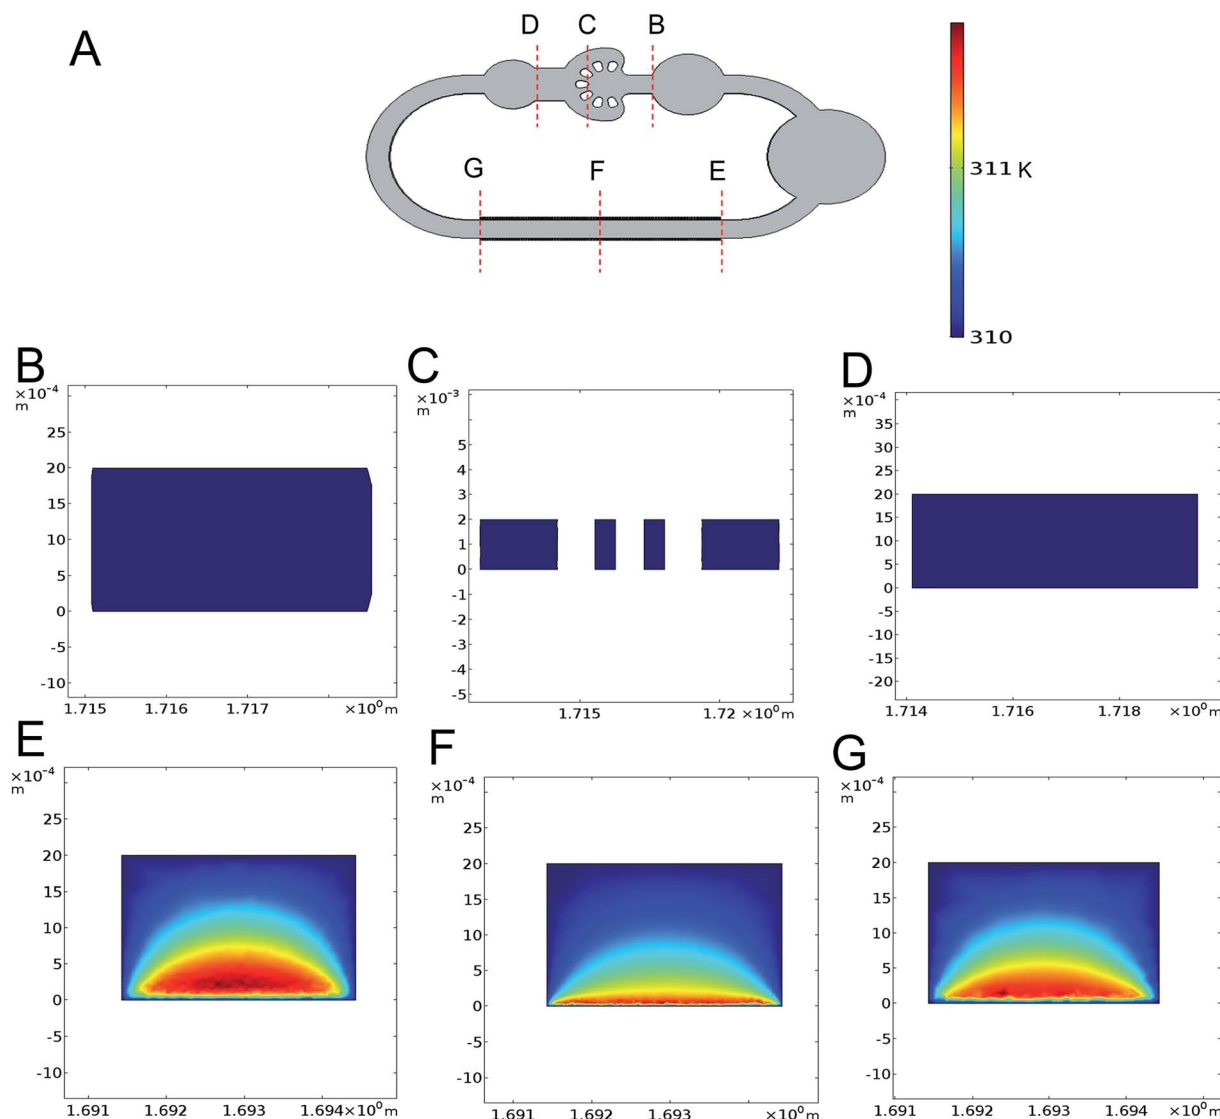 A
D C B
G F E
311 K
310
B
×10⁻⁴
m
25
20
15
10
5
0
-5
-10
1.715 1.716 1.717 ×10⁰m
C
×10⁻³
m
5
4
3
2
1
0
-1
-2
-3
-4
-5
1.715 1.72 ×10⁰m
D
×10⁻⁴
m
35
30
25
20
15
10
5
0
-5
-10
-15
-20
1.714 1.716 1.718 ×10⁰m
E
×10⁻⁴
m
25
20
15
10
5
0
-5
-10
1.691 1.692 1.693 1.694×10⁰m
F
×10⁻⁴
m
25
20
15
10
5
0
-5
-10
1.691 1.692 1.693 ×10⁰m
G
×10⁻⁴
m
25
20
15
10
5
0
-5
-10
1.691 1.692 1.693 1.694 ×10⁰m